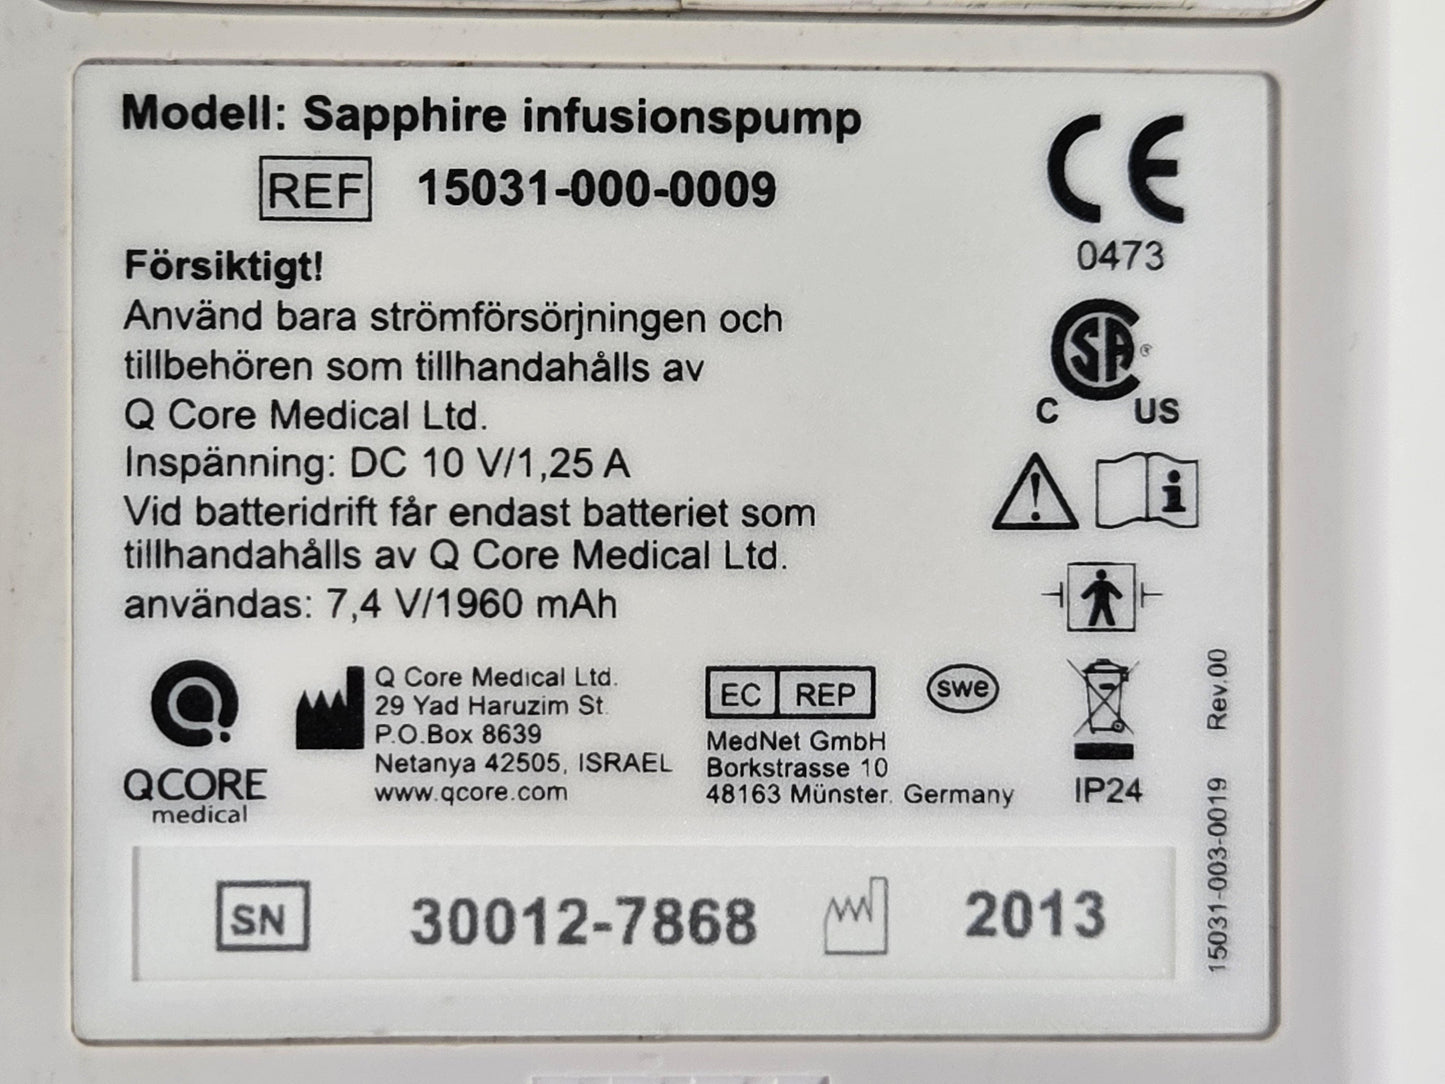 Modell: Sapphire infusionspump
REF 15031-000-0009
CE
0473
Försiktigt!
Använd bara strömförsörjningen och
tillbehören som tillhandahålls av
Q Core Medical Ltd.
Inspänning: DC 10 V/1,25 A
Vid batteridrift får endast batteriet som
tillhandahålls av Q Core Medical Ltd.
användas: 7,4 V/1960 mAh
CSA ®
C US
i
QCORE
medical
Q Core Medical Ltd.
29 Yad Haruzim St.
P.O.Box 8639
Netanya 42505, ISRAEL
www.qcore.com
EC REP
MedNet GmbH
Borkstrasse 10
48163 Münster. Germany
swe
IP24
15031-003-0019 Rev.00
SN 30012-7868 2013